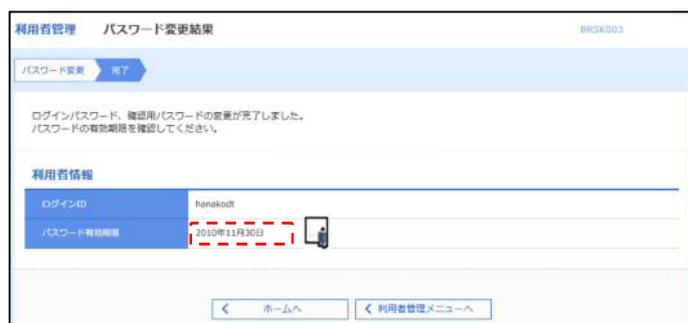 利用者管理 パスワード変更結果 BRSK003
パスワード変更 完了
ログインパスワード、確認用パスワードの変更が完了しました。
パスワードの有効期限を確認してください。
利用者情報
ログインID hanakodt
パスワード有効期限 2010年11月30日
ホームへ 利用者管理メニューへ